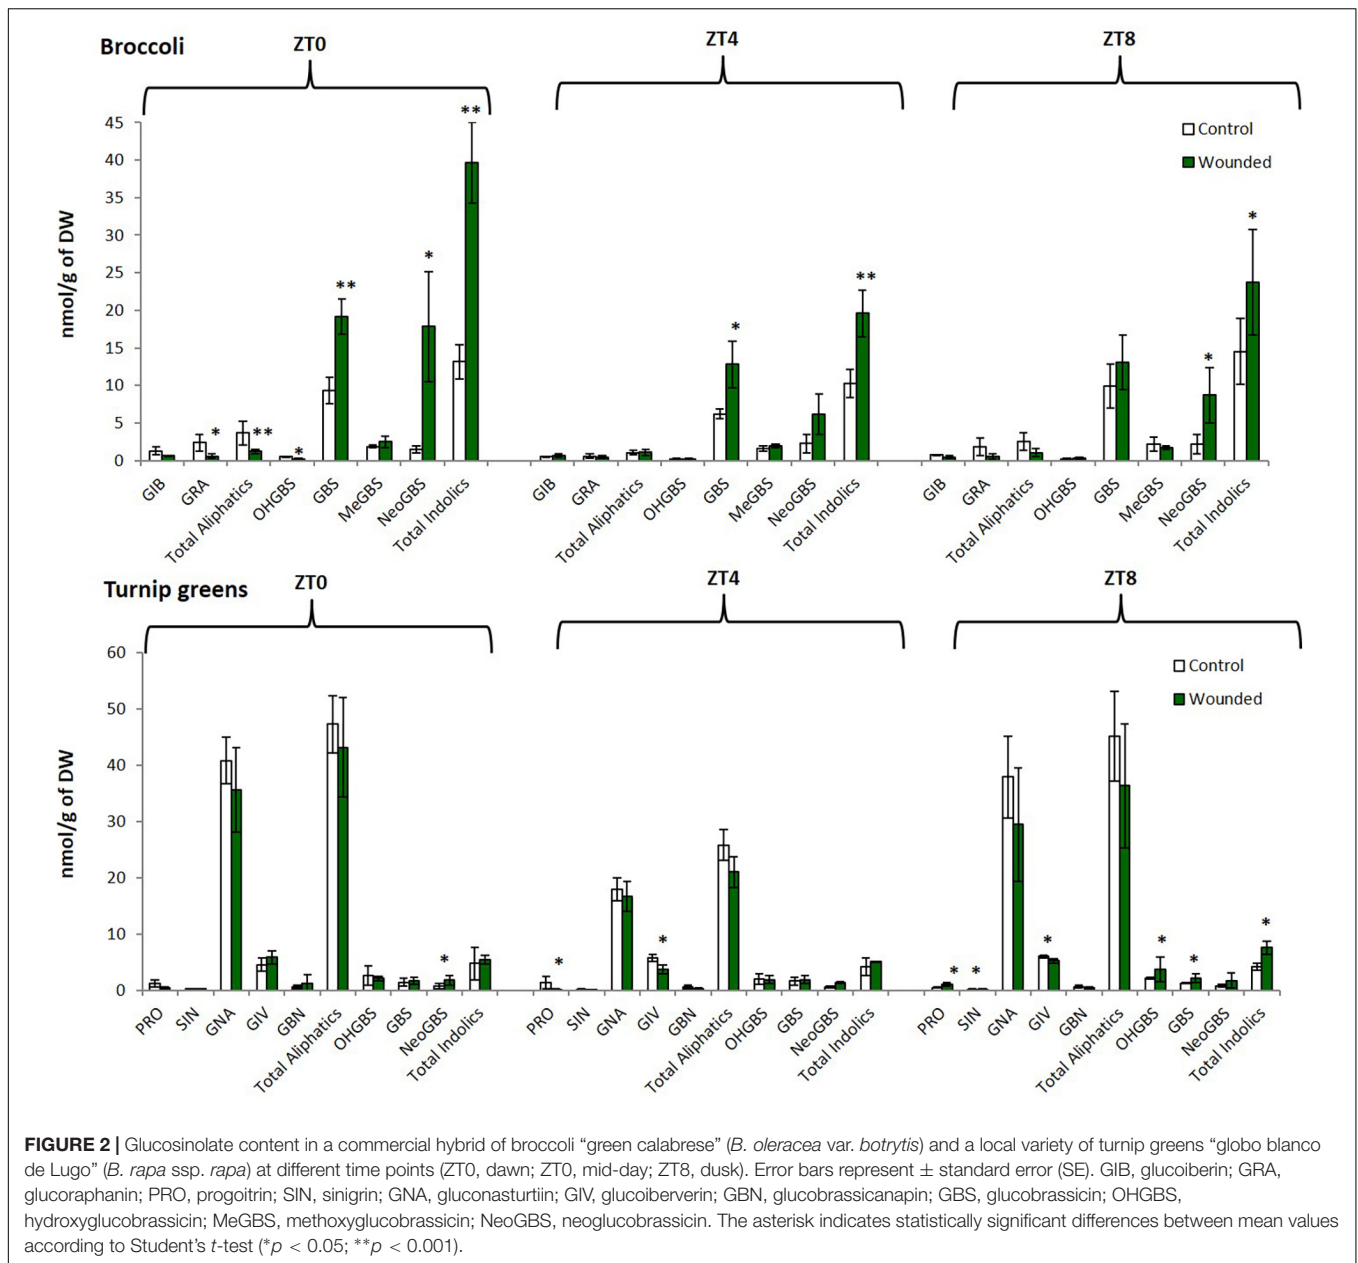 Broccoli
ZT0
ZT4
ZT8
**
45
40
35
30
25
20
15
10
5
0
nmol/g of DW
Control
Wounded
*
**
*
**
*
*
**
*
*
GIB
GRA
Total Aliphatics
OHGBS
GBS
MeGBS
NeoGBS
Total Indolics
GIB
GRA
Total Aliphatics
OHGBS
GBS
MeGBS
NeoGBS
Total Indolics
GIB
GRA
Total Aliphatics
OHGBS
GBS
MeGBS
NeoGBS
Total Indolics
Turnip greens
ZT0
ZT4
ZT8
60
50
40
30
20
10
0
nmol/g of DW
Control
Wounded
*
*
*
*
*
*
*
*
*
PRO
SIN
GNA
GIV
GBN
Total Aliphatics
OHGBS
GBS
NeoGBS
Total Indolics
PRO
SIN
GNA
GIV
GBN
Total Aliphatics
OHGBS
GBS
NeoGBS
Total Indolics
PRO
SIN
GNA
GIV
GBN
Total Aliphatics
OHGBS
GBS
NeoGBS
Total Indolics
FIGURE 2 | Glucosinolate content in a commercial hybrid of broccoli “green calabrese” (B. oleracea var. botrytis) and a local variety of turnip greens “globo blanco
de Lugo” (B. rapa ssp. rapa) at different time points (ZT0, dawn; ZT0, mid-day; ZT8, dusk). Error bars represent ± standard error (SE). GIB, glucoiberin; GRA,
glucoraphanin; PRO, progoitrin; SIN, sinigrin; GNA, gluconasturtiin; GIV, glucoiberverin; GBN, glucobrassicanapin; GBS, glucobrassicin; OHGBS,
hydroxyglucobrassicin; MeGBS, methoxyglucobrassicin; NeoGBS, neoglucobrassicin. The asterisk indicates statistically significant differences between mean values
according to Student’s t-test (*p < 0.05; **p < 0.001).